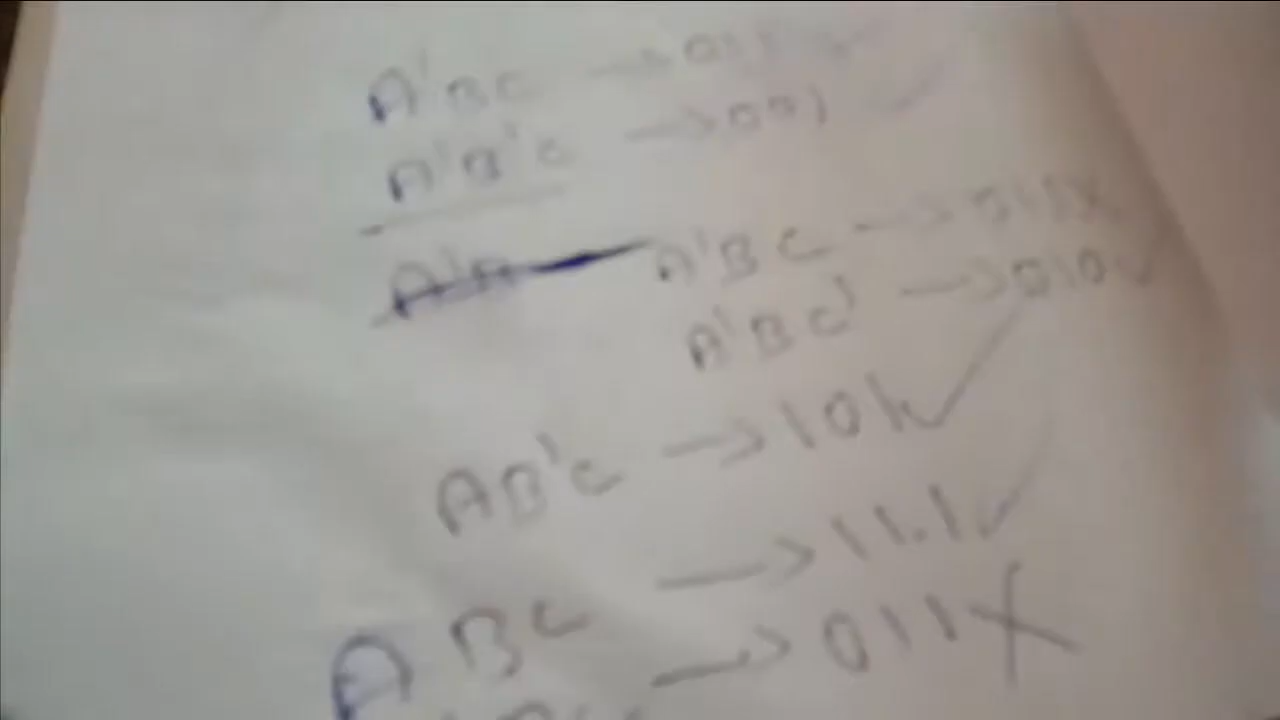 A'BC → 011
A'B'C → 001 ✓
A'BC → 011 X
A'BC' → 010 ✓
AB'C → 101 ✓
ABC → 111 ✓
→ 011 X